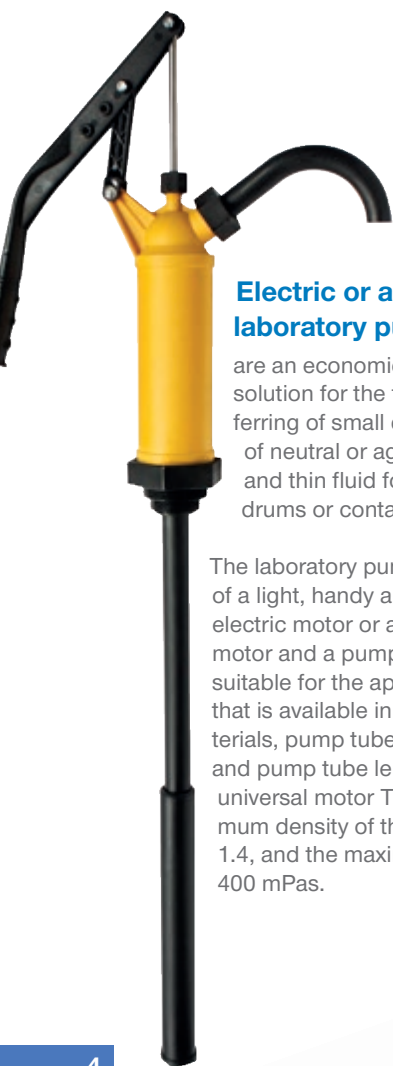 Electric or a
laboratory pu
are an economic
solution for the
ferring of small
of neutral or ag
and thin fluid fo
drums or conta
The laboratory pu
of a light, handy a
electric motor or a
motor and a pump
suitable for the ap
that is available in
terials, pump tube
and pump tube le
universal motor T
mum density of th
1.4, and the maxi
400 mPas.
4